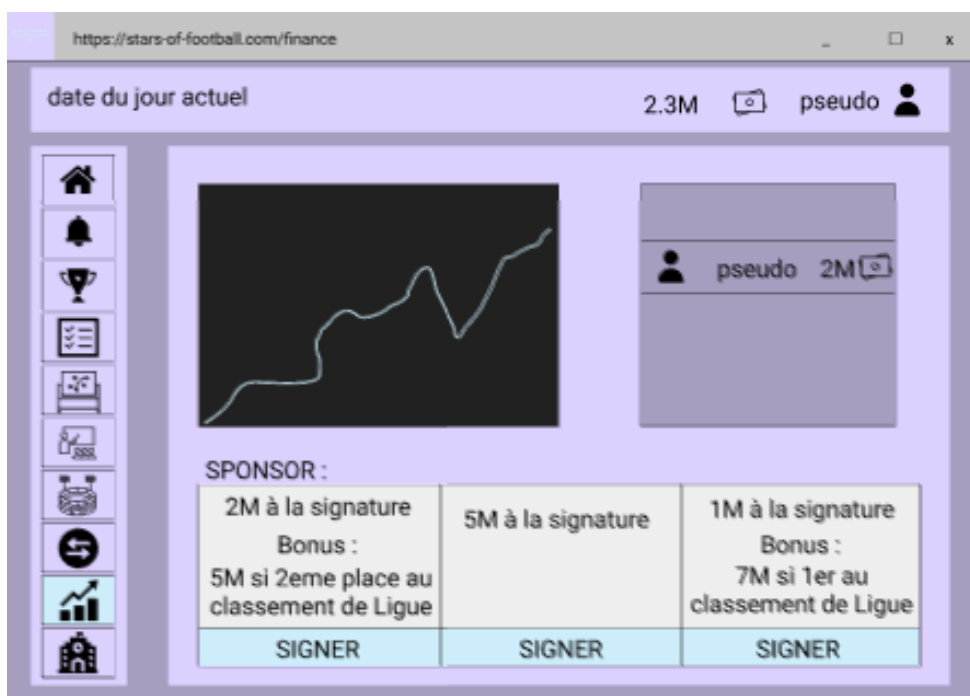 https://stars-of-football.com/finance
date du jour actuel
2.3M
pseudo
pseudo 2M
SPONSOR :
2M à la signature
Bonus :
5M si 2eme place au
classement de Ligue
SIGNER
5M à la signature
SIGNER
1M à la signature
Bonus :
7M si 1er au
classement de Ligue
SIGNER